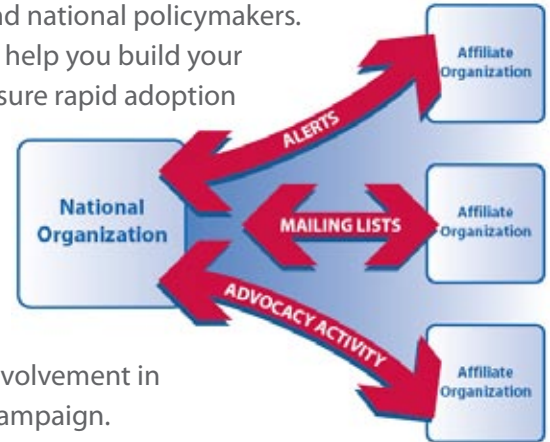 nd national policymakers.
help you build your
sure rapid adoption
Affiliate
Organization
ALERTS
National
Organization
MAILING LISTS
Affiliate
Organization
ADVOCACY ACTIVITY
Affiliate
Organization
volvement in
ampaign.